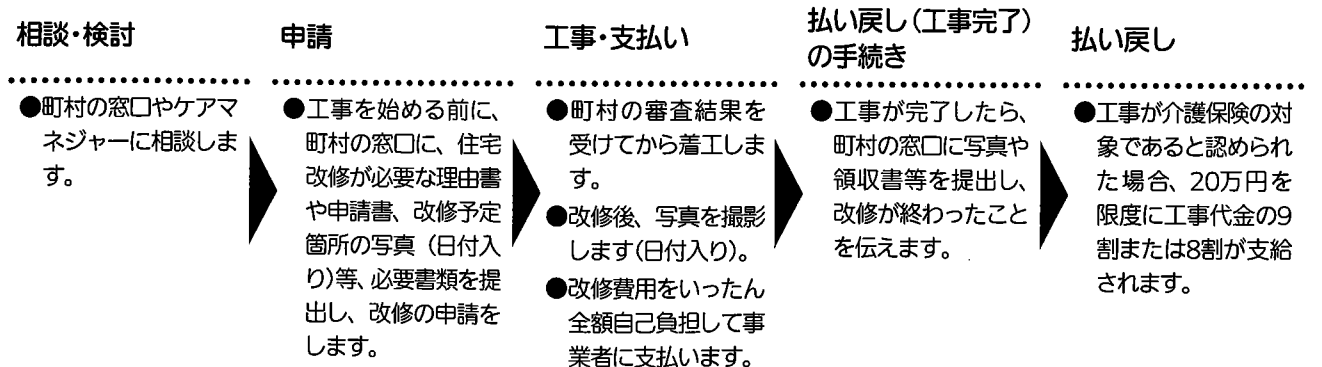 相談・検討
●町村の窓口やケアマ
ネジャーに相談しま
す。
申請
●工事を始める前に、
町村の窓口に、住宅
改修が必要な理由書
や申請書、改修予定
箇所の写真（日付入
り)等、必要書類を提
出し、改修の申請を
します。
工事・支払い
●町村の審査結果を
受けてから着工しま
す。
●改修後、写真を撮影
します(日付入り)。
●改修費用をいったん
全額自己負担して事
業者に支払います。
払い戻し（工事完了）
の手続き
●工事が完了したら、
町村の窓口に写真や
領収書等を提出し、
改修が終わったこと
を伝えます。
払い戻し
●工事が介護保険の対
象であると認められ
た場合、20万円を
限度に工事代金の9
割または8割が支給
されます。